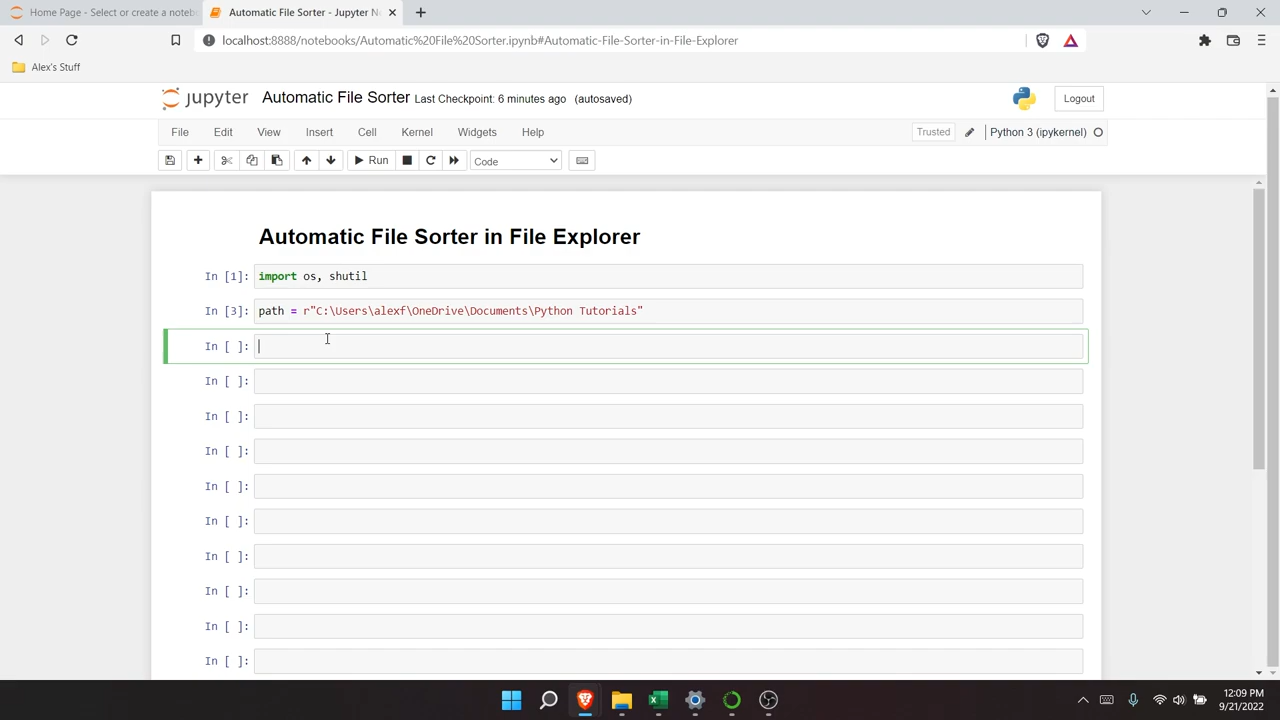 Home Page - Select or create a noteb
Automatic File Sorter - Jupyter N
localhost:8888/notebooks/Automatic%20File%20Sorter.ipynb#Automatic-File-Sorter-in-File-Explorer
Alex's Stuff
jupyter Automatic File Sorter Last Checkpoint: 6 minutes ago (autosaved)
Logout
File Edit View Insert Cell Kernel Widgets Help
Trusted Python 3 (ipykernel)
Run Code
Automatic File Sorter in File Explorer
In [1]: import os, shutil
In [3]: path = r"C:\Users\alexf\OneDrive\Documents\Python Tutorials"
In [ ]:
In [ ]:
In [ ]:
In [ ]:
In [ ]:
In [ ]:
In [ ]:
In [ ]:
In [ ]:
In [ ]:
12:09 PM
9/21/2022